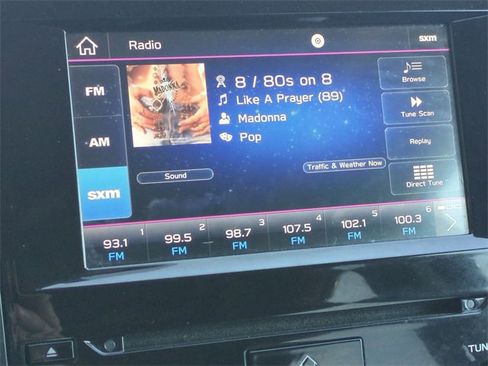 Radio
sxm
FM
AM
sxm
MADONNA
8 / 80s on 8
Like A Prayer (89)
Madonna
Pop
Sound
Traffic & Weather Now
Browse
Tune Scan
Replay
Direct Tune
1
93.1
FM
2
99.5
FM
3
98.7
FM
4
107.5
FM
5
102.1
FM
6
100.3
FM
TUN